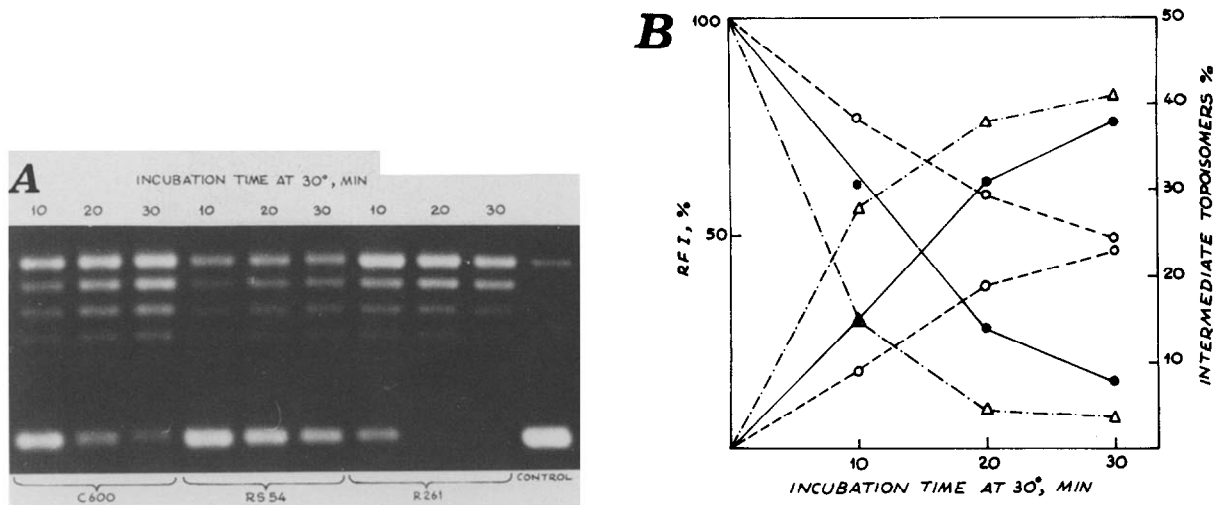 A
INCUBATION TIME AT 30°, MIN
10 20 30 10 20 30 10 20 30
C600 RS54 R261 CONTROL
B
100
50
RFI, %
50
40
30
20
10
INTERMEDIATE TOPOISOMERS %
10 20 30
INCUBATION TIME AT 30°, MIN